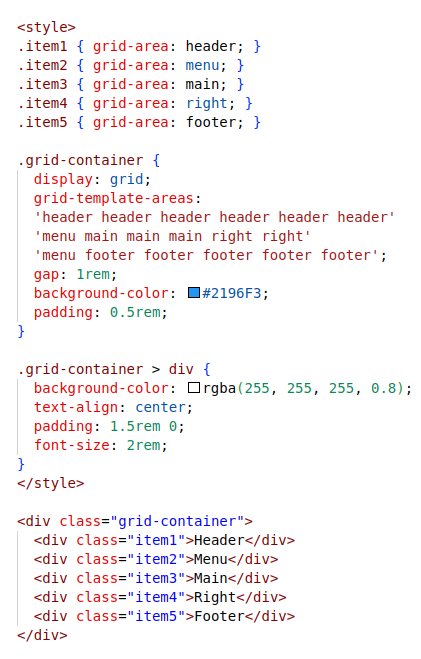 <style>
.item1 { grid-area: header; }
.item2 { grid-area: menu; }
.item3 { grid-area: main; }
.item4 { grid-area: right; }
.item5 { grid-area: footer; }

.grid-container {
  display: grid;
  grid-template-areas:
  'header header header header header header'
  'menu main main main right right'
  'menu footer footer footer footer footer';
  gap: 1rem;
  background-color: #2196F3;
  padding: 0.5rem;
}

.grid-container > div {
  background-color: rgba(255, 255, 255, 0.8);
  text-align: center;
  padding: 1.5rem 0;
  font-size: 2rem;
}
</style>

<div class="grid-container">
  <div class="item1">Header</div>
  <div class="item2">Menu</div>
  <div class="item3">Main</div>
  <div class="item4">Right</div>
  <div class="item5">Footer</div>
</div>